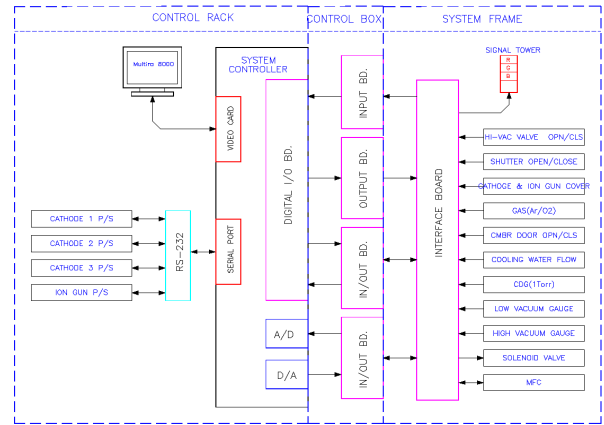 CONTROL RACK
CONTROL BOX
SYSTEM FRAME
Multiro 8000
SYSTEM
CONTROLLER
VIDEO CARD
SERIAL PORT
DIGITAL I/O BD.
A/D
D/A
RS-232
CATHODE 1 P/S
CATHODE 2 P/S
CATHODE 3 P/S
ION GUN P/S
INPUT BD.
OUTPUT BD.
IN/OUT BD.
IN/OUT BD.
INTERFACE BOARD
SIGNAL TOWER
R
G
B
HI-VAC VALVE OPN/CLS
SHUTTER OPEN/CLOSE
CATHOGE & ION GUN COVER
GAS(Ar/O2)
CMBR DOOR OPN/CLS
COOLING WATER FLOW
CDG(1Torr)
LOW VACUUM GAUGE
HIGH VACUUM GAUGE
SOLENOID VALVE
MFC